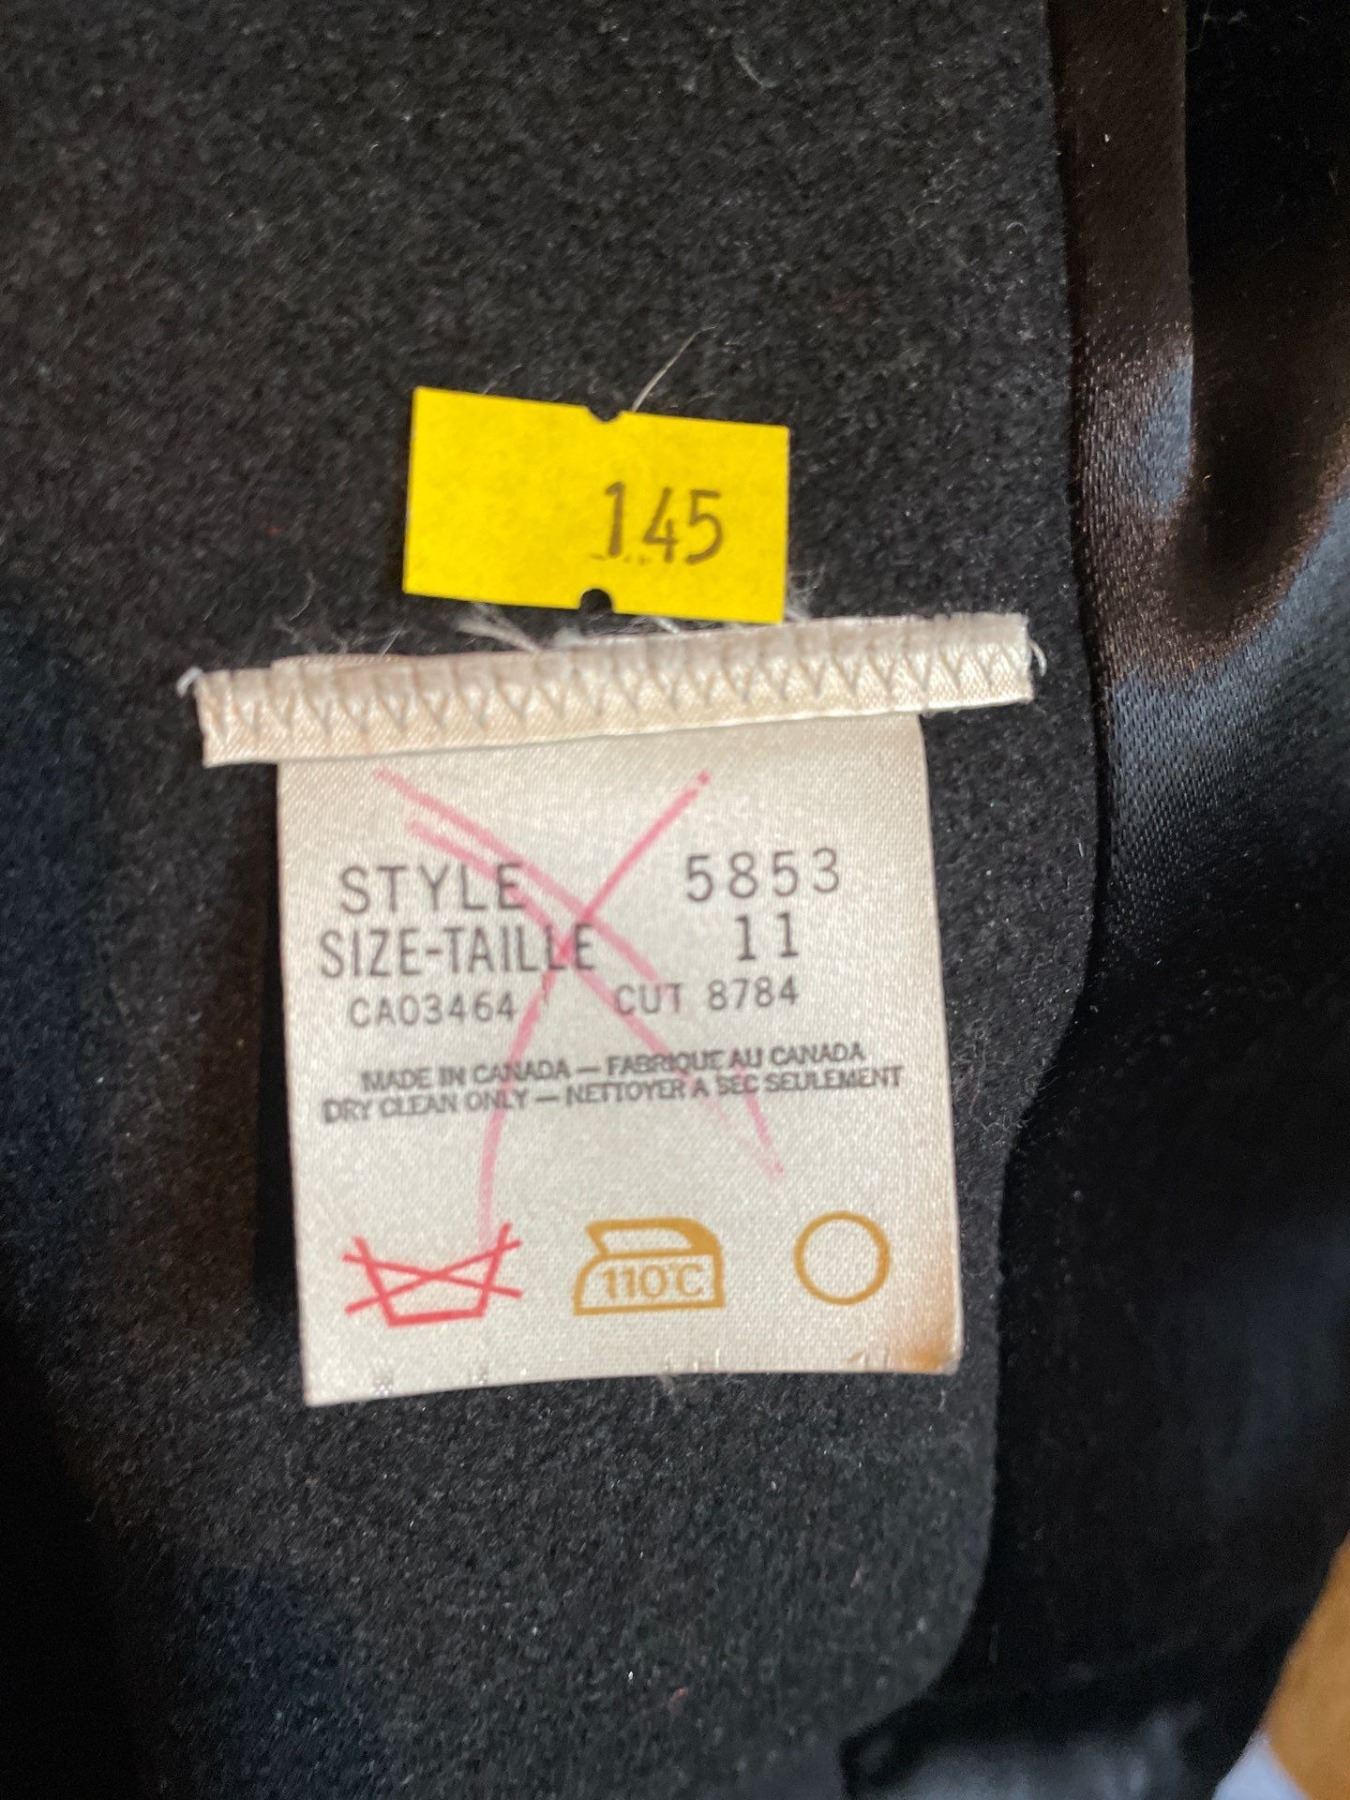 145
STYLE 5853
SIZE-TAILLE 11
CA03464 CUT 8784
MADE IN CANADA — FABRIQUE AU CANADA
DRY CLEAN ONLY — NETTOYER A SEC SEULEMENT
110°C